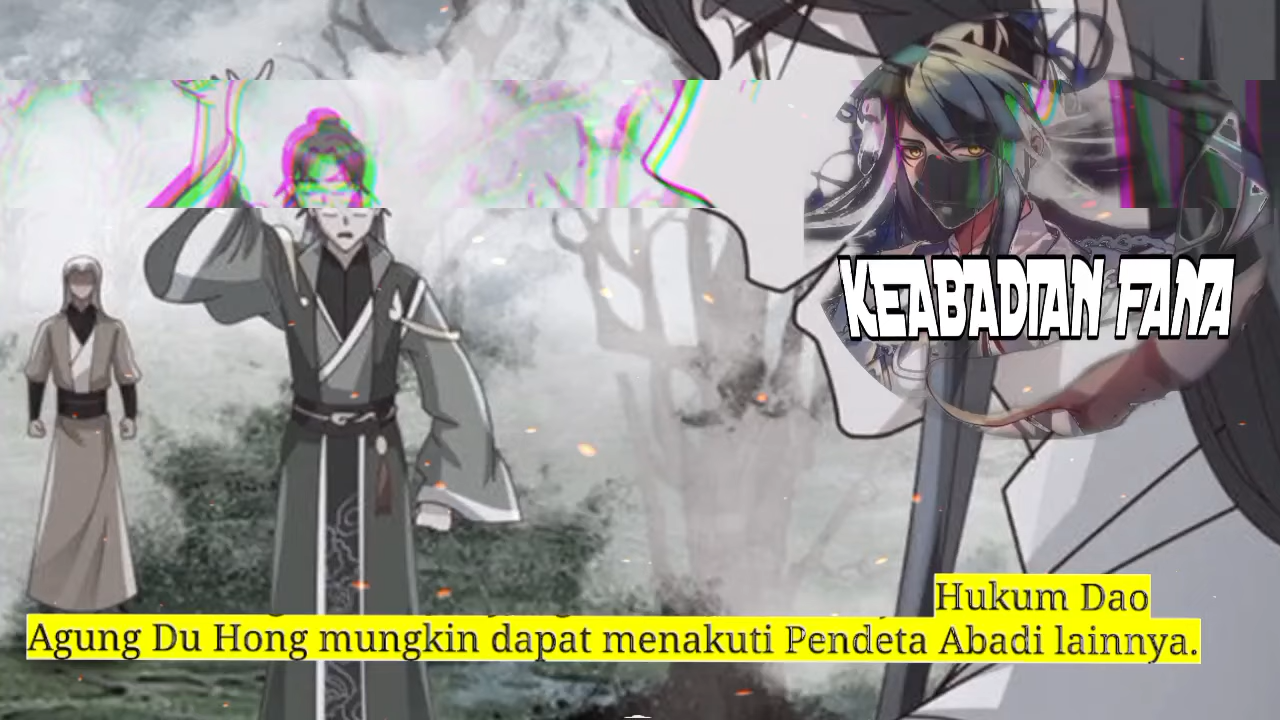 KEABADIAN FANA
Hukum Dao
Agung Du Hong mungkin dapat menakuti Pendeta Abadi lainnya.